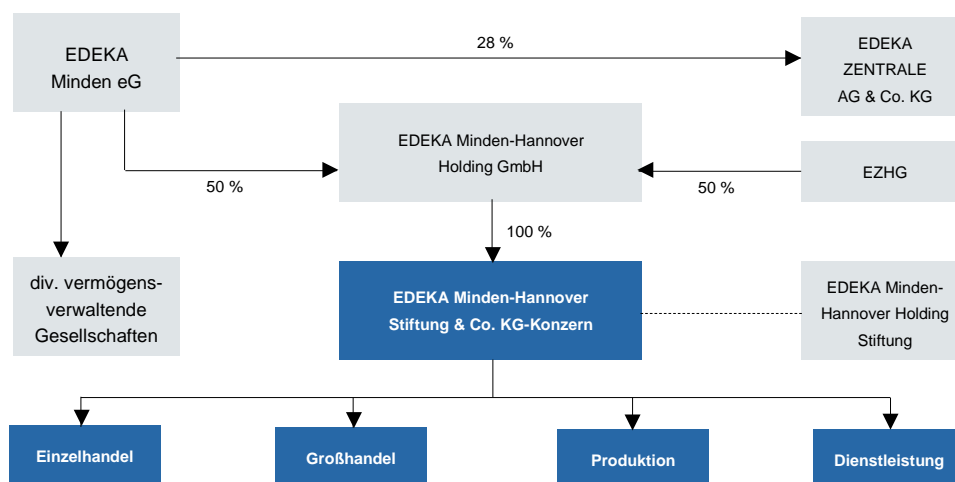 EDEKA
Minden eG
28 %
EDEKA
ZENTRALE
AG & Co. KG
EDEKA Minden-Hannover
Holding GmbH
EZHG
50 %
50 %
100 %
div. vermögens-
verwaltende
Gesellschaften
EDEKA Minden-Hannover
Stiftung & Co. KG-Konzern
EDEKA Minden-
Hannover Holding
Stiftung
Einzelhandel
Großhandel
Produktion
Dienstleistung